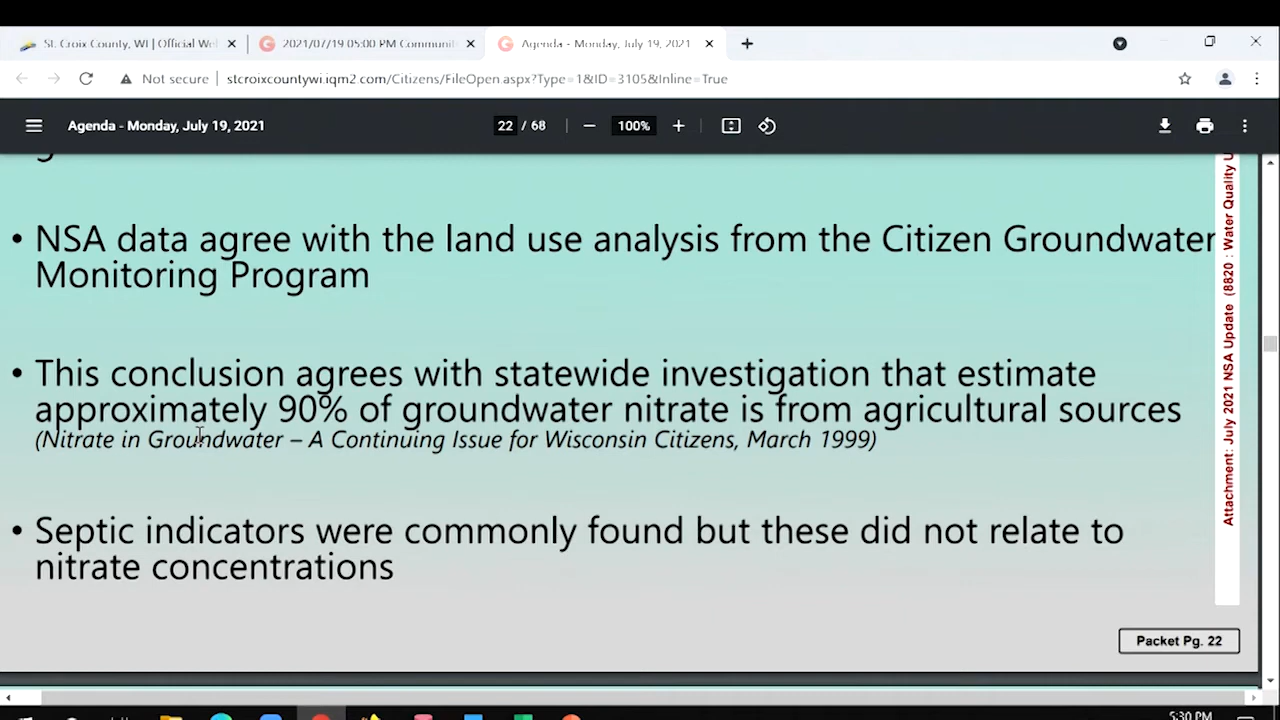 St. Croix County, WI | Official Wel
2021/07/19 05:00 PM Communit
Agenda - Monday, July 19, 2021
Not secure
stcroixcountywi.iqm2.com/Citizens/FileOpen.aspx?Type=1&ID=3105&Inline=True
Agenda - Monday, July 19, 2021
22 / 68
100%
• NSA data agree with the land use analysis from the Citizen Groundwater
Monitoring Program
• This conclusion agrees with statewide investigation that estimate
approximately 90% of groundwater nitrate is from agricultural sources
(Nitrate in Groundwater – A Continuing Issue for Wisconsin Citizens, March 1999)
• Septic indicators were commonly found but these did not relate to
nitrate concentrations
Attachment: July 2021 NSA Update (8820 : Water Quality U
Packet Pg. 22
5:30 PM